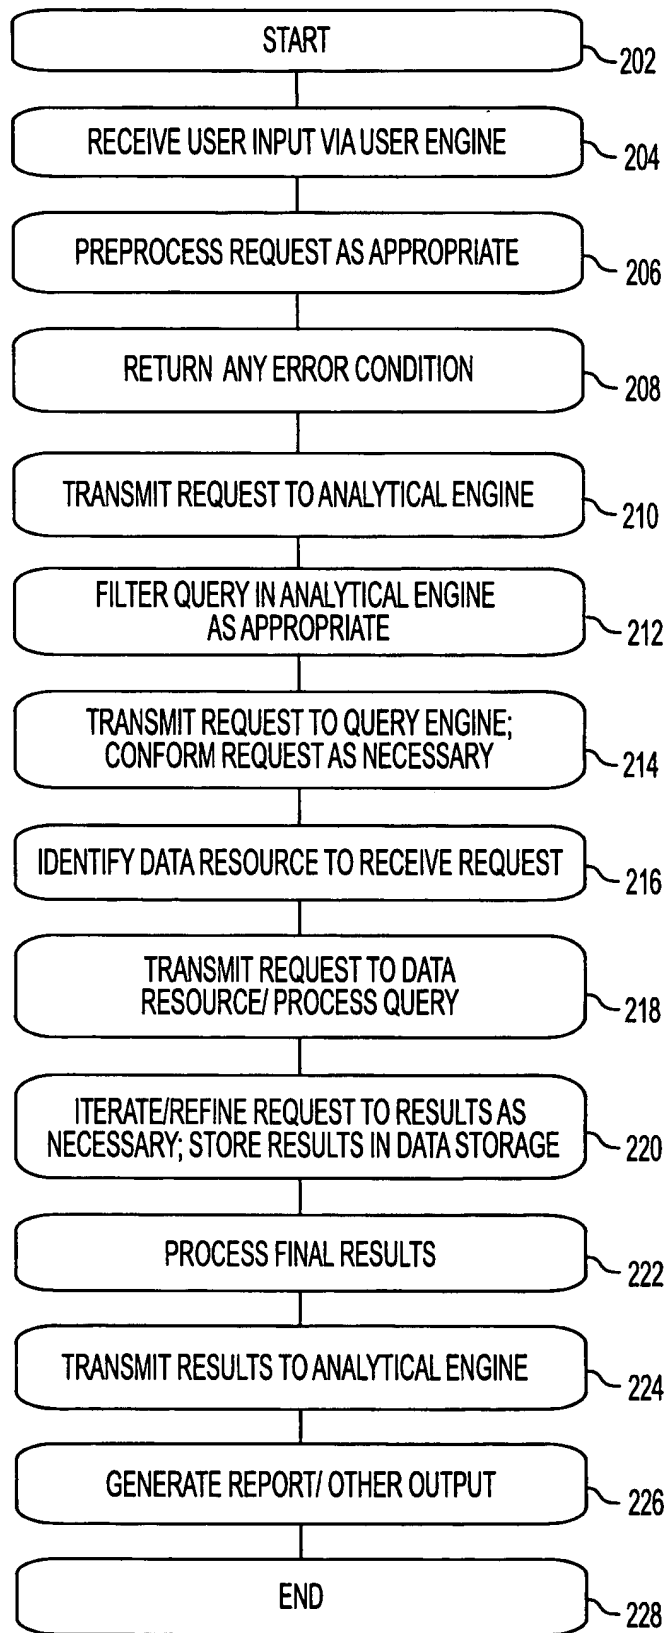 START
202
RECEIVE USER INPUT VIA USER ENGINE
204
PREPROCESS REQUEST AS APPROPRIATE
206
RETURN ANY ERROR CONDITION
208
TRANSMIT REQUEST TO ANALYTICAL ENGINE
210
FILTER QUERY IN ANALYTICAL ENGINE
AS APPROPRIATE
212
TRANSMIT REQUEST TO QUERY ENGINE;
CONFORM REQUEST AS NECESSARY
214
IDENTIFY DATA RESOURCE TO RECEIVE REQUEST
216
TRANSMIT REQUEST TO DATA
RESOURCE/ PROCESS QUERY
218
ITERATE/REFINE REQUEST TO RESULTS AS
NECESSARY; STORE RESULTS IN DATA STORAGE
220
PROCESS FINAL RESULTS
222
TRANSMIT RESULTS TO ANALYTICAL ENGINE
224
GENERATE REPORT/ OTHER OUTPUT
226
END
228